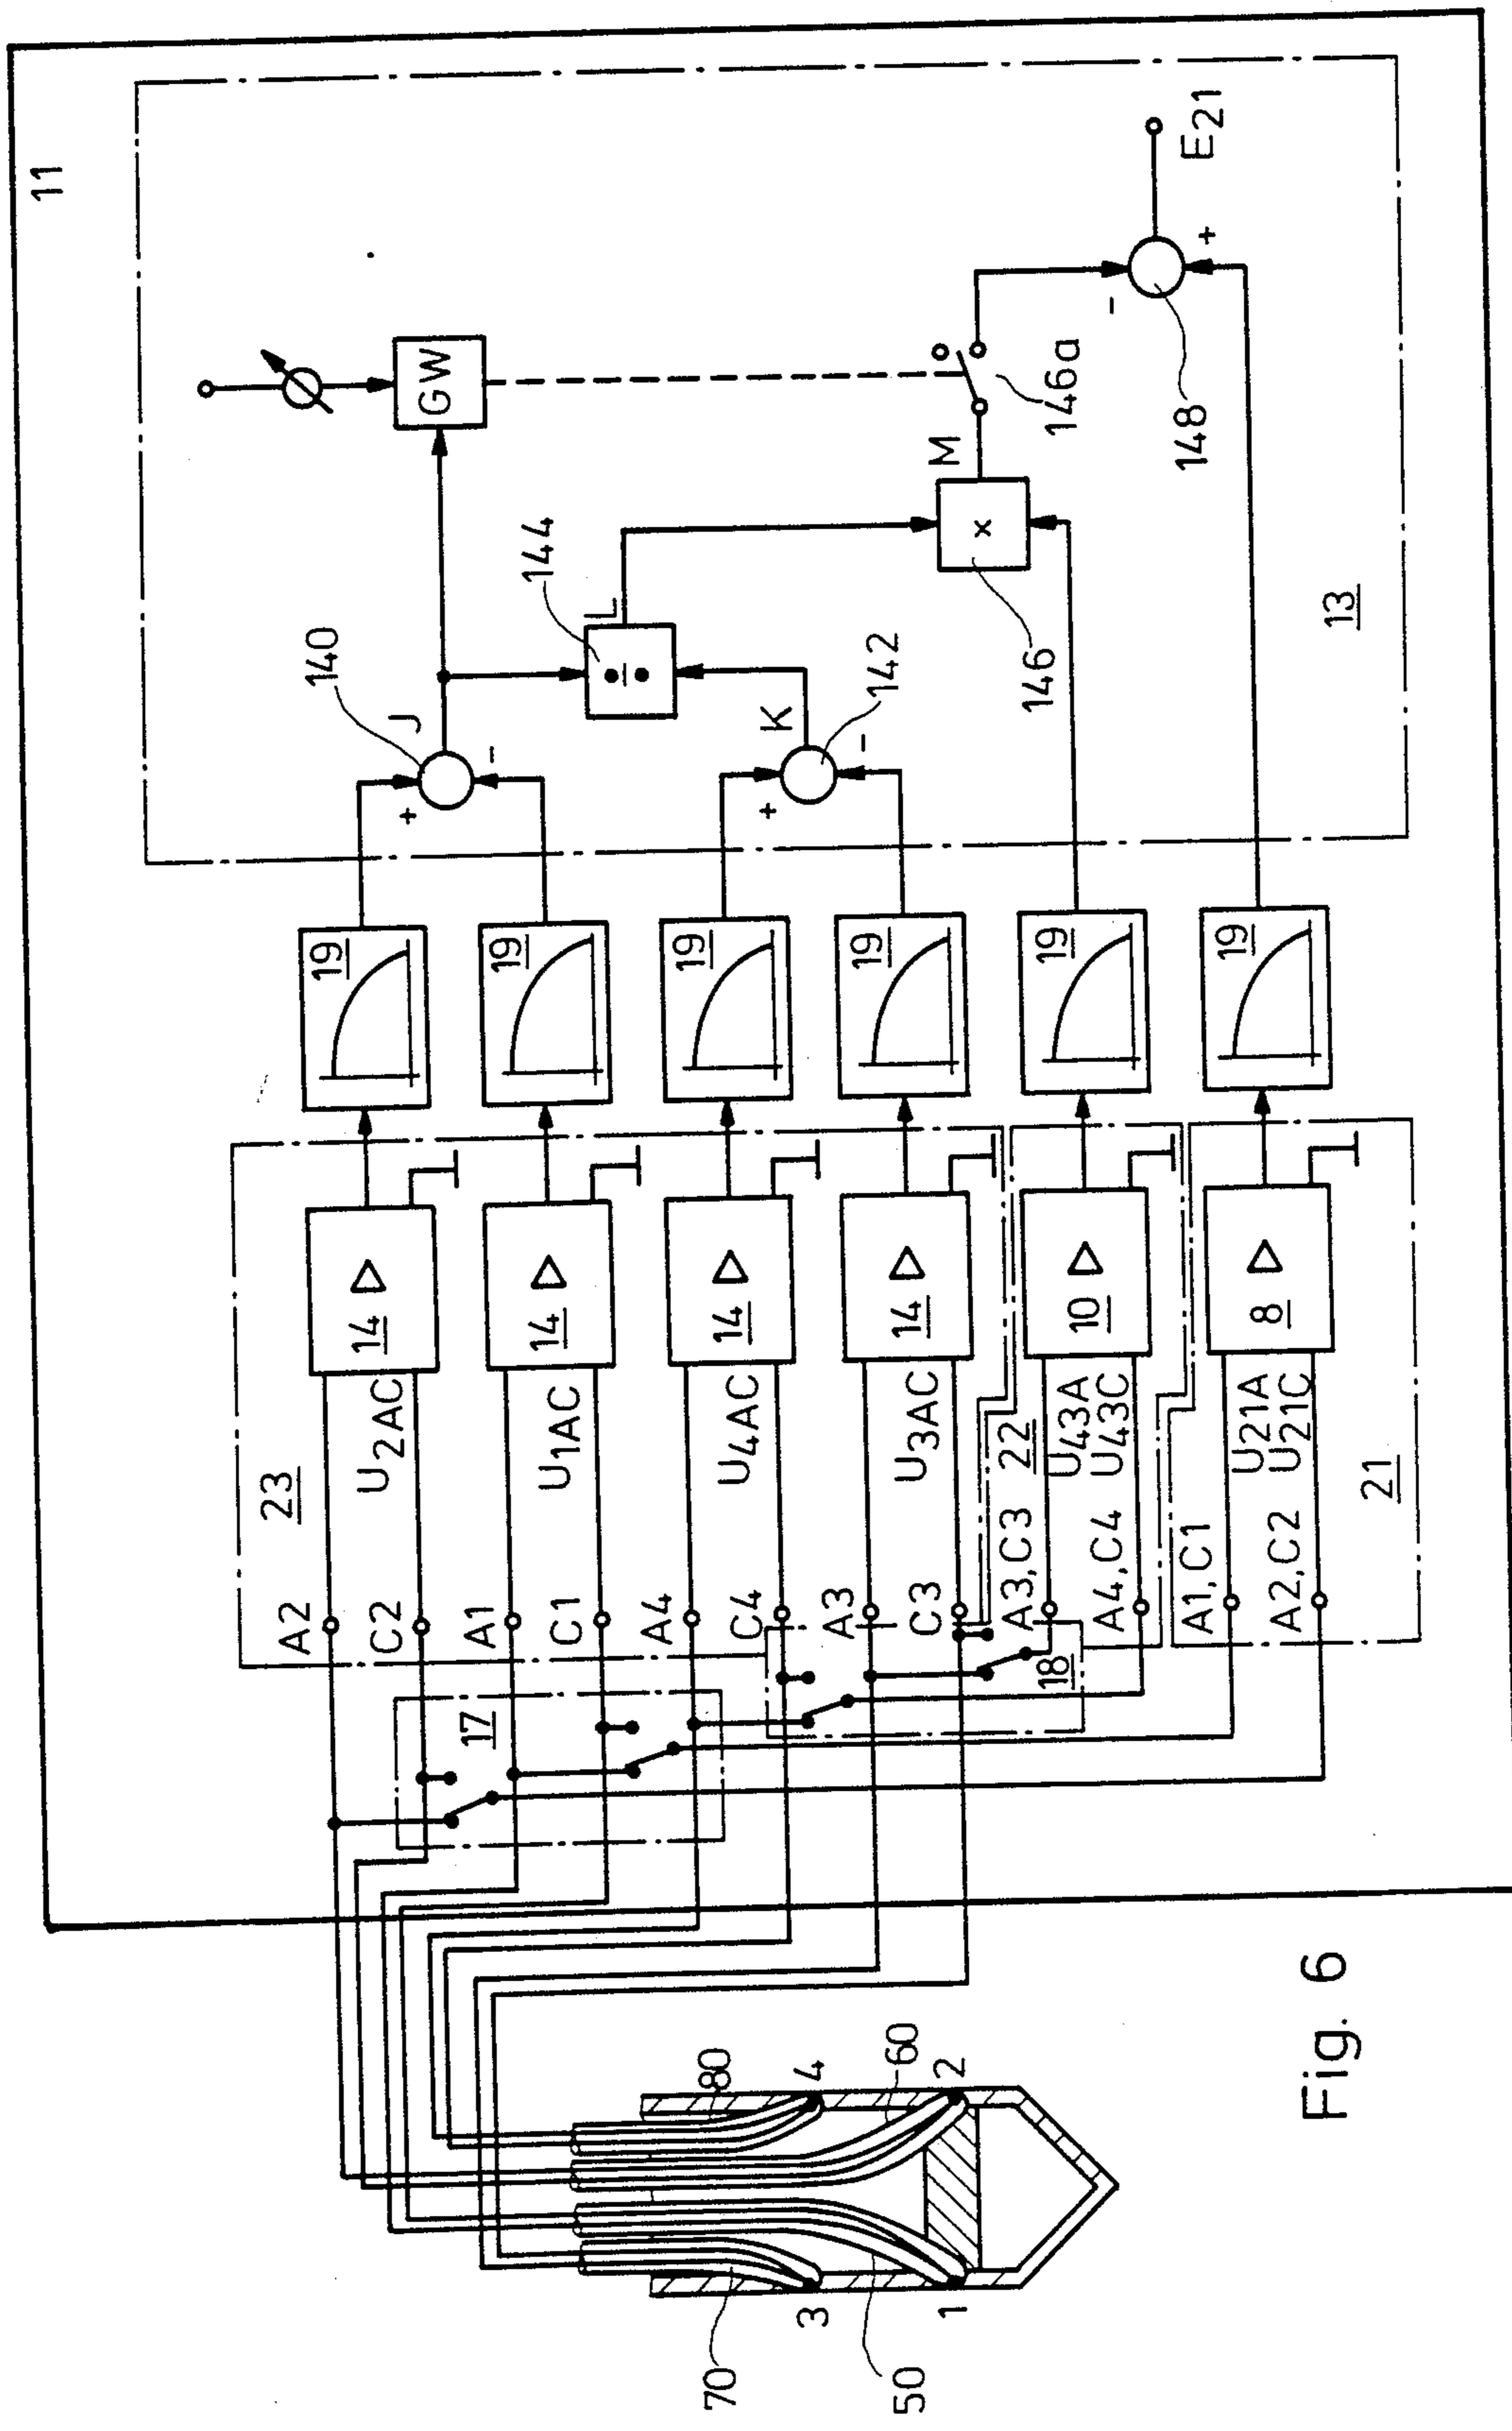 11
23
A2
U2AC
C2
14
19
140
+
-
J
GW
A1
U1AC
C1
14
19
17
A4
U4AC
C4
14
19
144
L
K
142
+
-
A3
U3AC
C3
14
19
18
A3,C3
22
U43A
A4,C4
U43C
10
19
146
x
M
146a
A1,C1
U21A
A2,C2
U21C
21
8
19
13
148
-
+
E21
80
4
60
2
70
3
50
1
Fig. 6